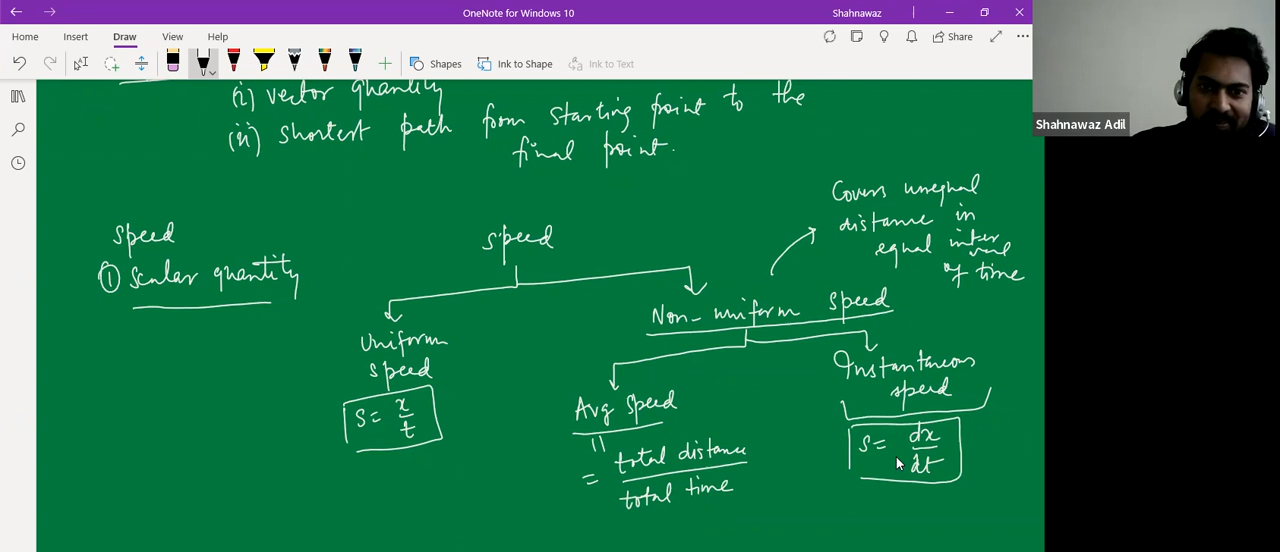 OneNote for Windows 10
Shahnawaz
Home Insert Draw View Help
Share
Shapes Ink to Shape Ink to Text
Shahnawaz Adil
(i) vector quantity
(ii) shortest path from starting point to the
final point.
Speed
① Scalar quantity
Speed
Covers unequal
distance in
equal inter
val
of time
Uniform
speed
S = x/t
Non-uniform speed
Avg Speed
=
= total distance
total time
Instantaneous
speed
S = dx/dt